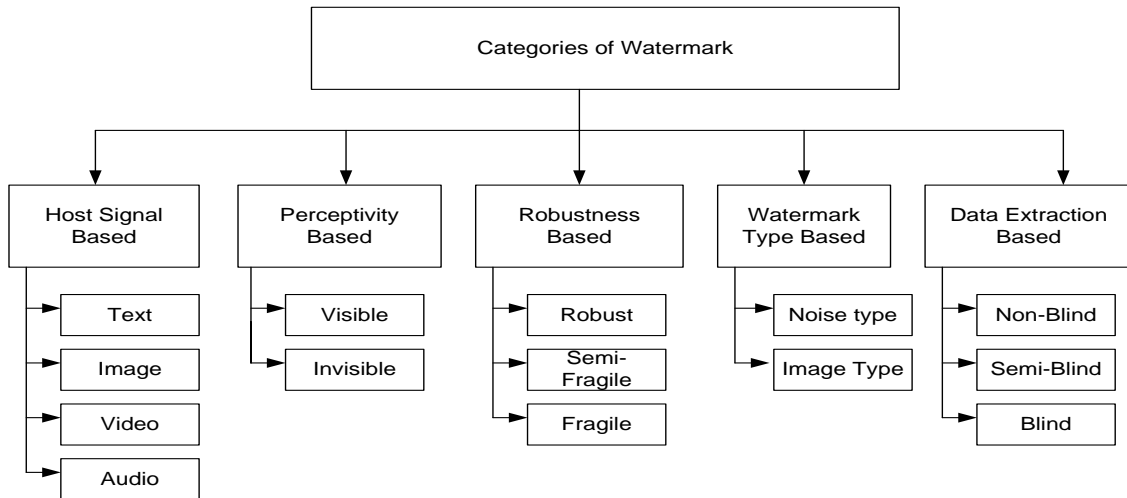 Categories of Watermark
Host Signal
Based
Perceptivity
Based
Robustness
Based
Watermark
Type Based
Data Extraction
Based
Text
Image
Video
Audio
Visible
Invisible
Robust
Semi-
Fragile
Fragile
Noise type
Image Type
Non-Blind
Semi-Blind
Blind